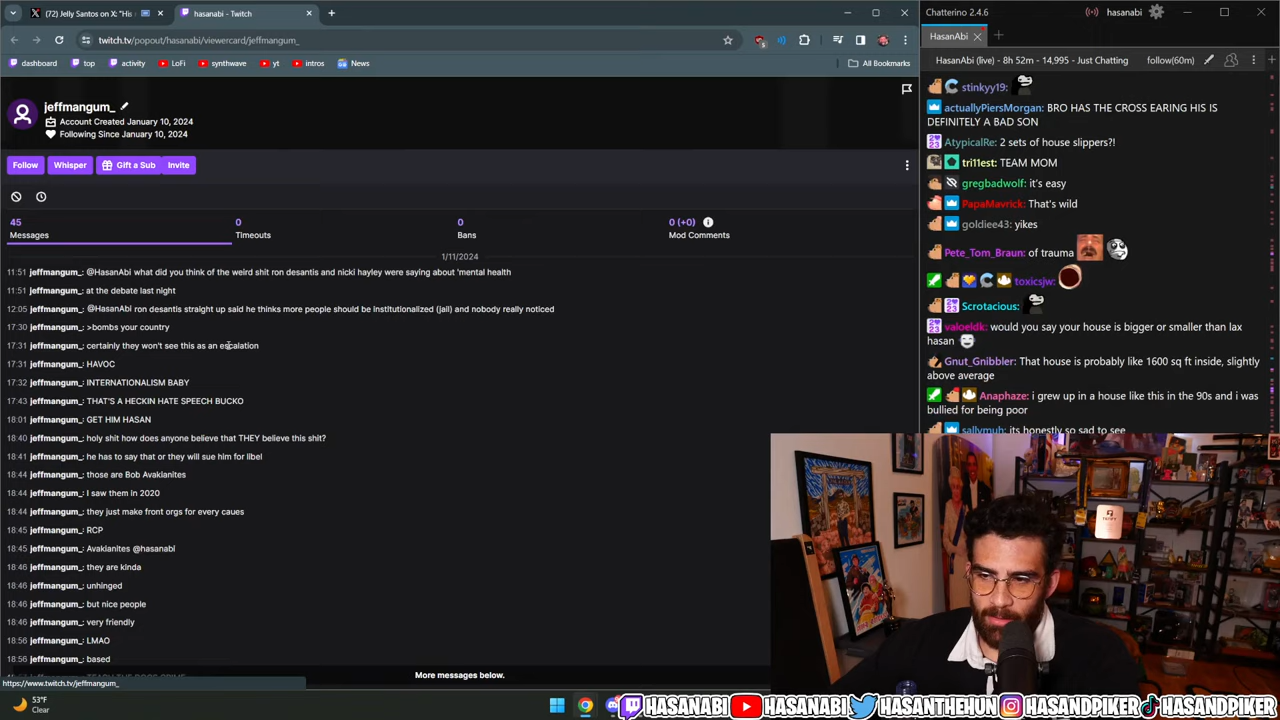 (72) Jelly Santos on X: "His
hasanabi - Twitch
twitch.tv/popout/hasanabi/viewercard/jeffmangum_
dashboard
top
activity
LoFi
synthwave
yt
intros
News
All Bookmarks
jeffmangum_
Account Created January 10, 2024
Following Since January 10, 2024
Follow
Whisper
Gift a Sub
Invite
45
Messages
0
Timeouts
0
Bans
0 (+0)
Mod Comments
1/11/2024
11:51 jeffmangum_: @HasanAbi what did you think of the weird shit ron desantis and nicki hayley were saying about 'mental health
11:51 jeffmangum_: at the debate last night
12:05 jeffmangum_: @HasanAbi ron desantis straight up said he thinks more people should be institutionalized (jail) and nobody really noticed
17:30 jeffmangum_: >bombs your country
17:31 jeffmangum_: certainly they won't see this as an escalation
17:31 jeffmangum_: HAVOC
17:32 jeffmangum_: INTERNATIONALISM BABY
17:43 jeffmangum_: THAT'S A HECKIN HATE SPEECH BUCKO
18:01 jeffmangum_: GET HIM HASAN
18:40 jeffmangum_: holy shit how does anyone believe that THEY believe this shit?
18:41 jeffmangum_: he has to say that or they will sue him for libel
18:44 jeffmangum_: those are Bob Avakianites
18:44 jeffmangum_: I saw them in 2020
18:44 jeffmangum_: they just make front orgs for every caues
18:45 jeffmangum_: RCP
18:45 jeffmangum_: Avakianites @hasanabi
18:46 jeffmangum_: they are kinda
18:46 jeffmangum_: unhinged
18:46 jeffmangum_: but nice people
18:46 jeffmangum_: very friendly
18:56 jeffmangum_: LMAO
18:56 jeffmangum_: based
More messages below.
https://www.twitch.tv/jeffmangum_
53°F
Clear
Chatterino 2.4.6
hasanabi
HasanAbi
HasanAbi (live) - 8h 52m - 14,995 - Just Chatting
follow(60m)
stinkyy19:
actuallyPiersMorgan: BRO HAS THE CROSS EARING HIS IS
DEFINITELY A BAD SON
AtypicalRe: 2 sets of house slippers?!
tri11est: TEAM MOM
gregbadwolf: it's easy
PapaMavrick: That's wild
goldiee43: yikes
Pete_Tom_Braun: of trauma
toxicsjw:
Scrotacious:
valoeldk: would you say your house is bigger or smaller than lax
hasan
Gnut_Gnibbler: That house is probably like 1600 sq ft inside, slightly
above average
Anaphaze: i grew up in a house like this in the 90s and i was
bullied for being poor
sallymuh: its honestly so sad to see
HASANABI
HASANABI
HASANTHEHUN
HASANDPIKER
HASANDPIKER